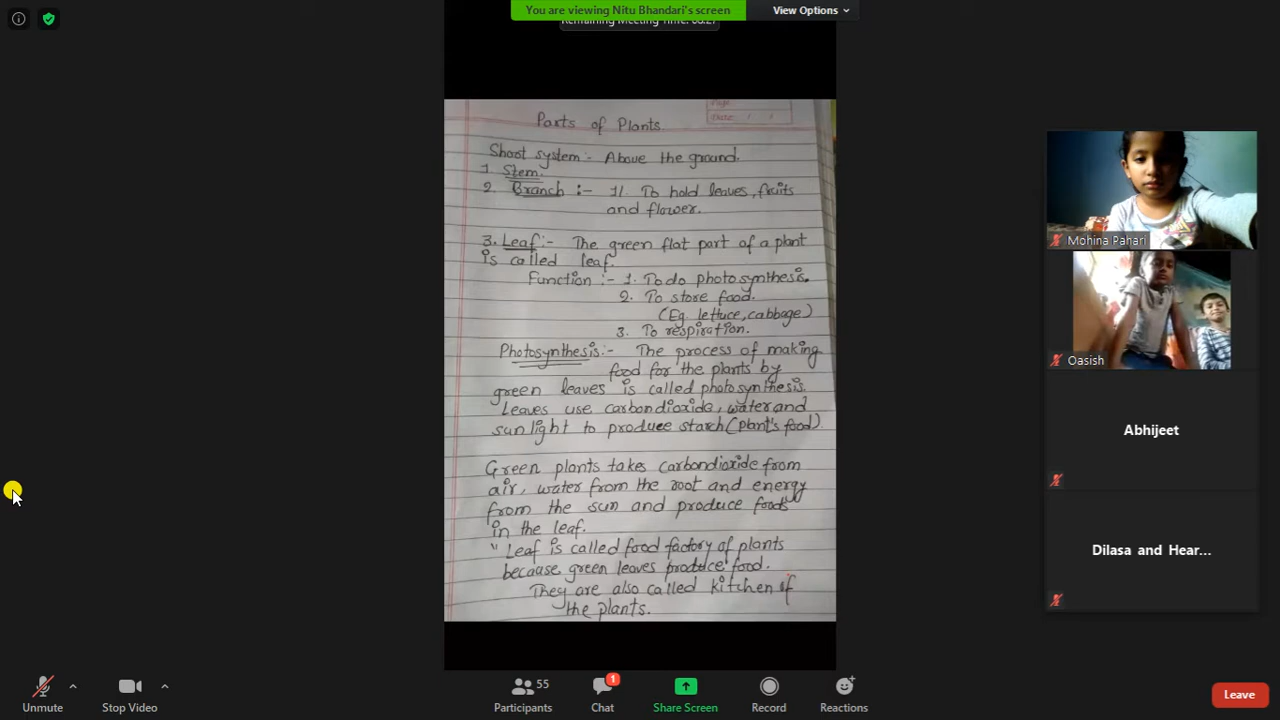 You are viewing Nitu Bhandari's screen
View Options
Remaining Meeting Time:
Page:
Date: / /
Parts of Plants.
Shoot system:- Above the ground.
1 Stem.
2. Branch :- 1/. To hold leaves, fruits
and flower.
3. Leaf:- The green flat part of a plant
is called leaf.
Function :- 1. To do photosynthesis.
2. To store food.
(Eg. lettuce, cabbage)
3. To respiration.
Photosynthesis:- The process of making
food for the plants by
green leaves is called photosynthesis.
Leaves use carbondioxide, water and
sunlight to produce starch (plant's food)
Green plants takes carbondioxide from
air, water from the root and energy
from the sun and produce foods
in the leaf.
" Leaf is called food factory of plants
because green leaves produce food.
They are also called kitchen of
the plants.
Mohina Pahari
Oasish
Abhijeet
Dilasa and Hear...
Unmute
Stop Video
55
Participants
1
Chat
Share Screen
Record
Reactions
Leave